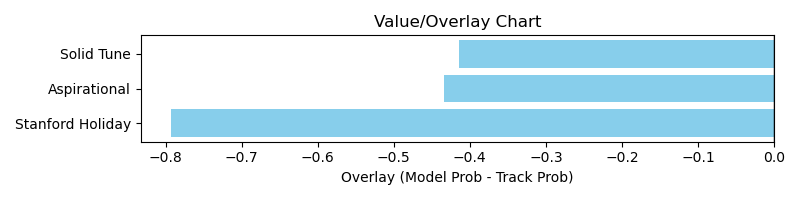 Value/Overlay Chart
Solid Tune
Aspirational
Stanford Holiday
−0.8 −0.7 −0.6 −0.5 −0.4 −0.3 −0.2 −0.1 0.0
Overlay (Model Prob - Track Prob)